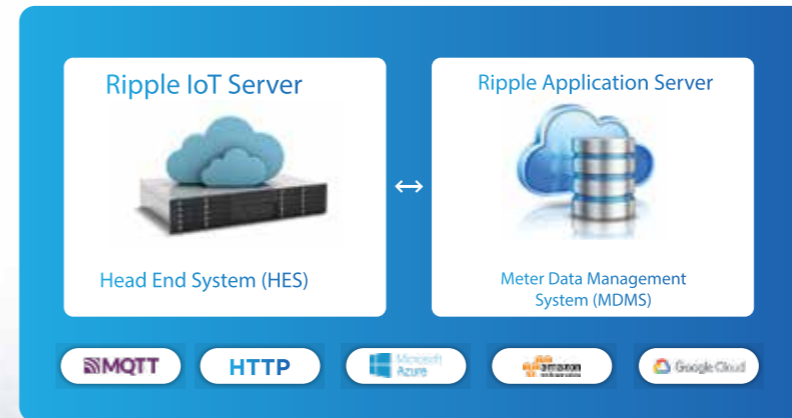 Ripple IoT Server
Ripple Application Server
Head End System (HES)
Meter Data Management
System (MDMS)
MQTT
HTTP
Microsoft
Azure
amazon
Google Cloud